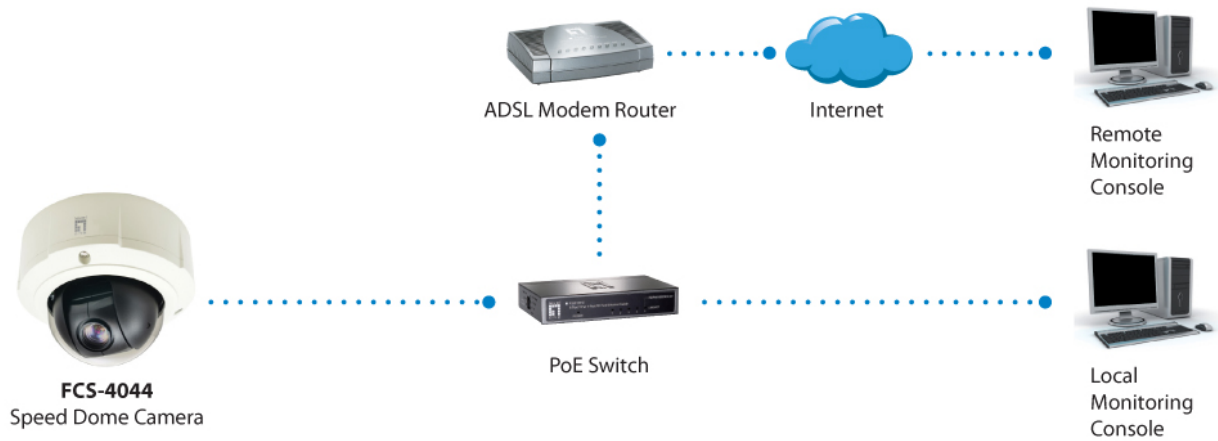 ADSL Modem Router
Internet
Remote
Monitoring
Console
FCS-4044
Speed Dome Camera
PoE Switch
Local
Monitoring
Console